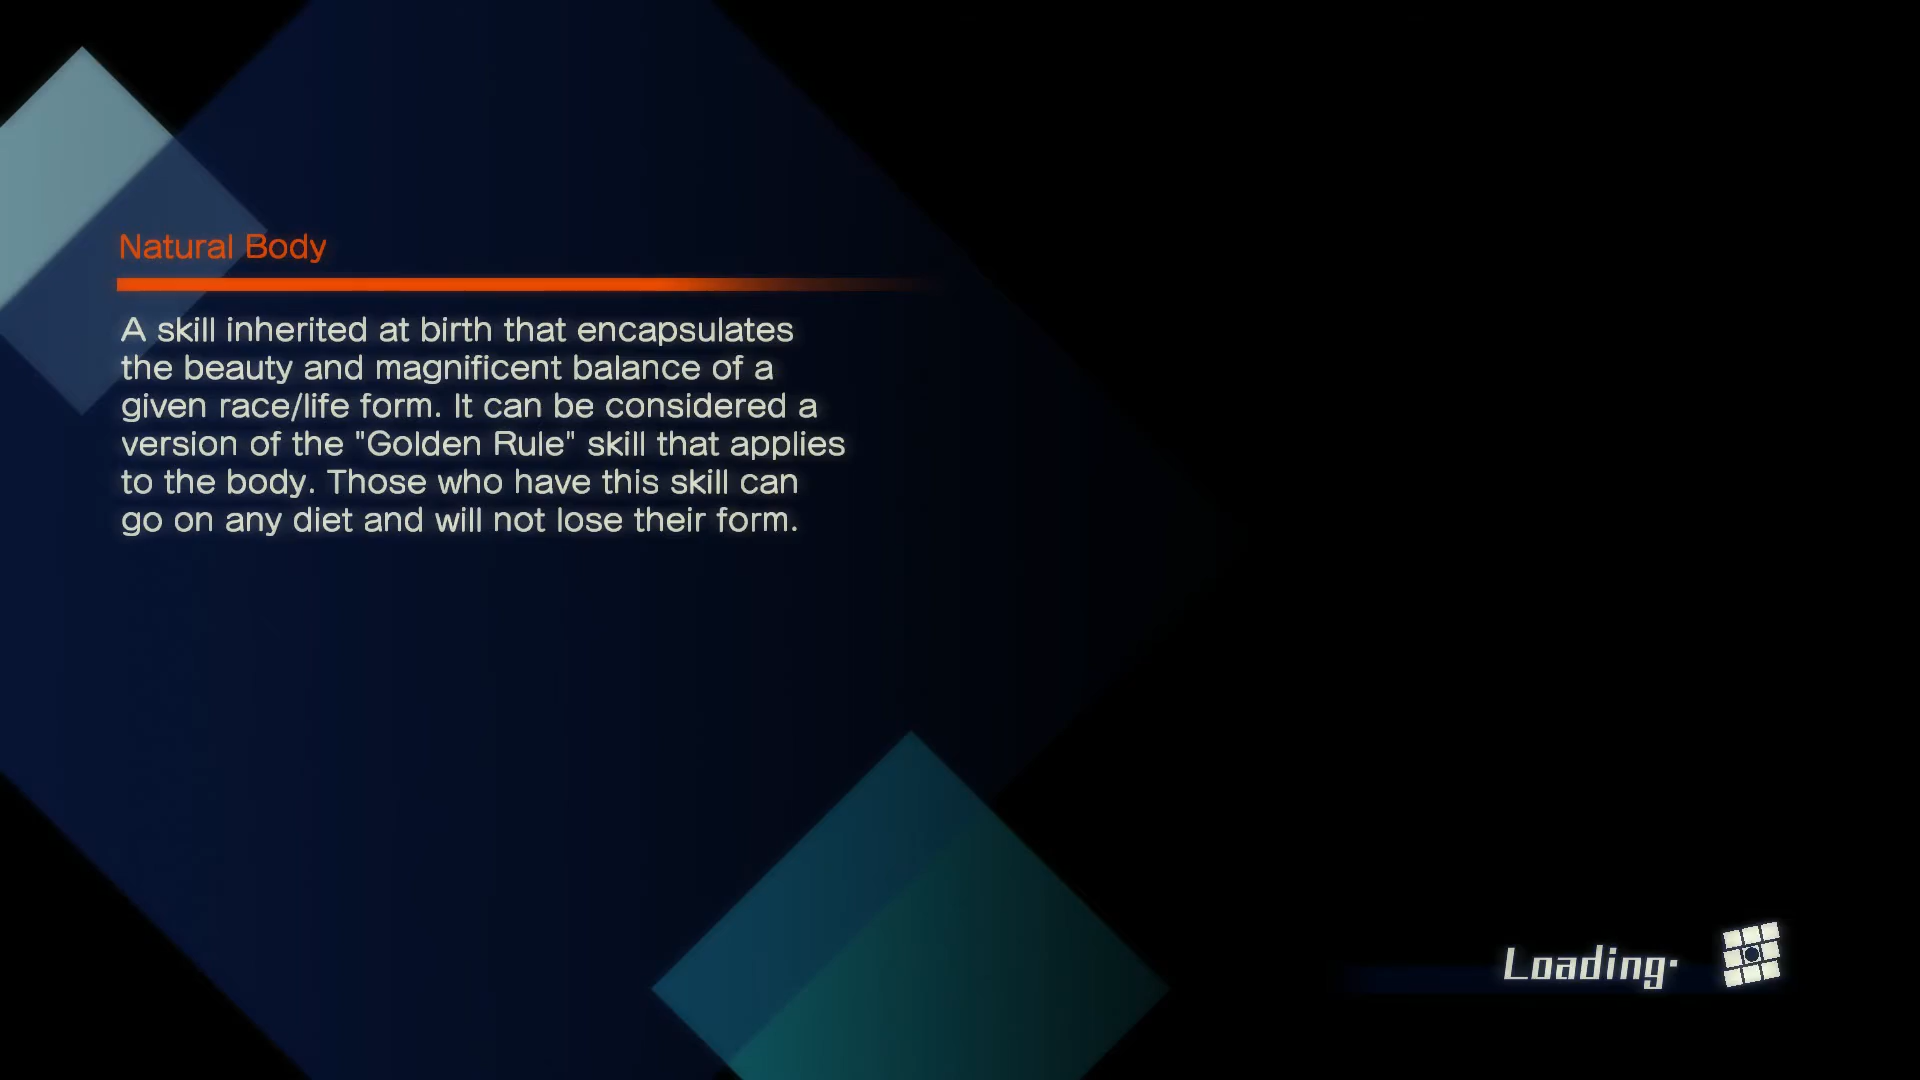 Natural Body
A skill inherited at birth that encapsulates
the beauty and magnificent balance of a
given race/life form. It can be considered a
version of the "Golden Rule" skill that applies
to the body. Those who have this skill can
go on any diet and will not lose their form.
Loading·